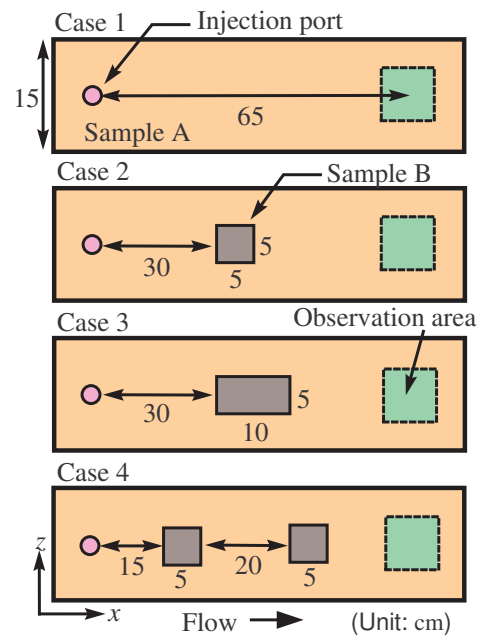 Case 1
Injection port
15
65
Sample A
Case 2
Sample B
30
5
5
Case 3
Observation area
30
5
10
Case 4
z
15
5
20
5
x
Flow
(Unit: cm)